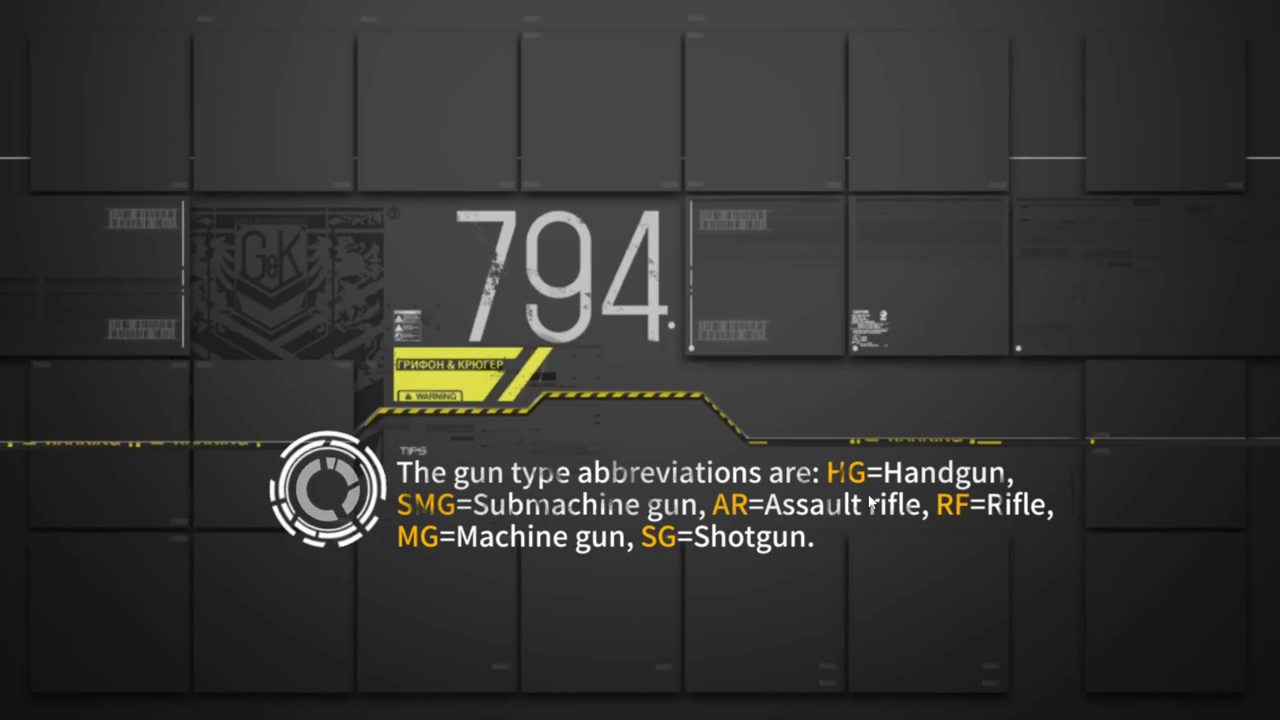 G&K
794.
ГРИФОН & КРЮГЕР
WARNING
TIPS
The gun type abbreviations are: HG=Handgun,
SMG=Submachine gun, AR=Assault rifle, RF=Rifle,
MG=Machine gun, SG=Shotgun.